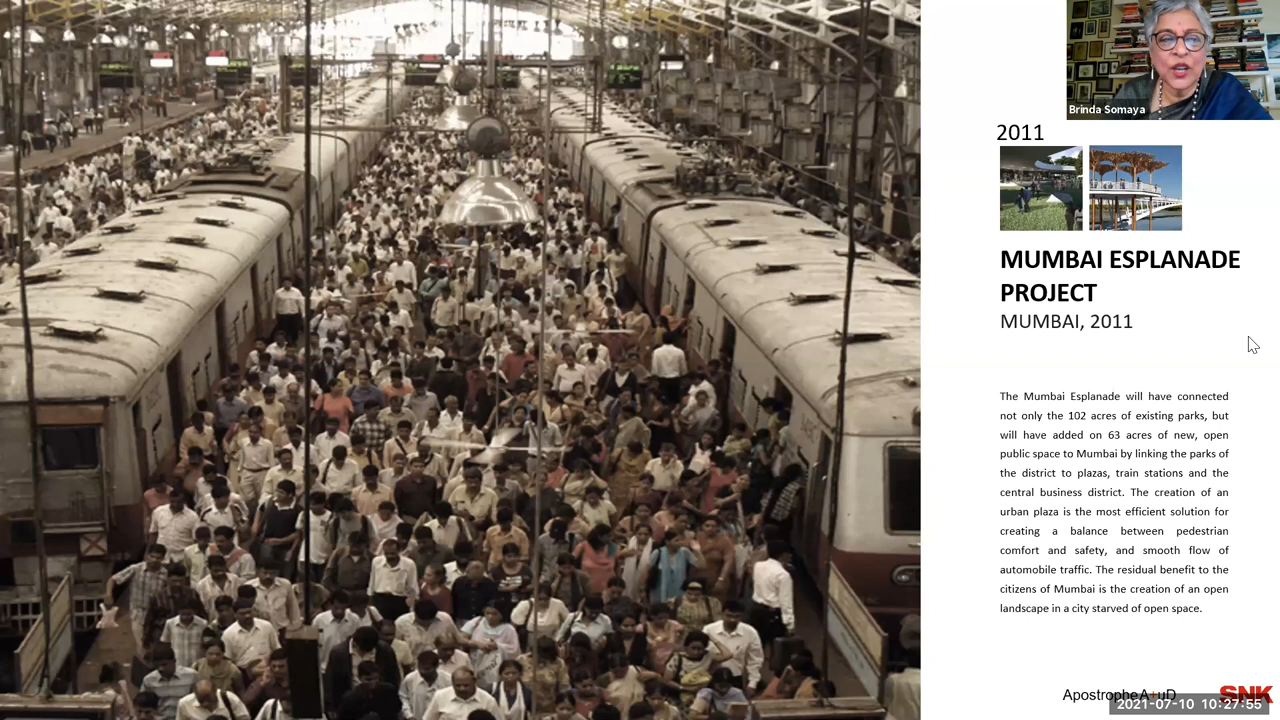 Brinda Somaya
2011
MUMBAI ESPLANADE
PROJECT
MUMBAI, 2011
The Mumbai Esplanade will have connected
not only the 102 acres of existing parks, but
will have added on 63 acres of new, open
public space to Mumbai by linking the parks of
the district to plazas, train stations and the
central business district. The creation of an
urban plaza is the most efficient solution for
creating a balance between pedestrian
comfort and safety, and smooth flow of
automobile traffic. The residual benefit to the
citizens of Mumbai is the creation of an open
landscape in a city starved of open space.
Apostrophe A+uD
SNK
2021-07-10 10:27:55